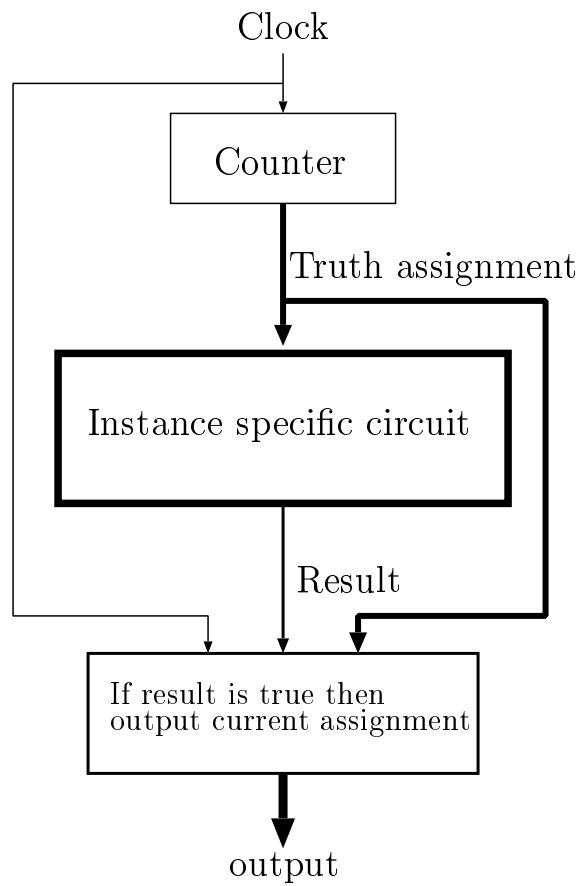 Clock
Counter
Truth assignment
Instance specific circuit
Result
If result is true then
output current assignment
output